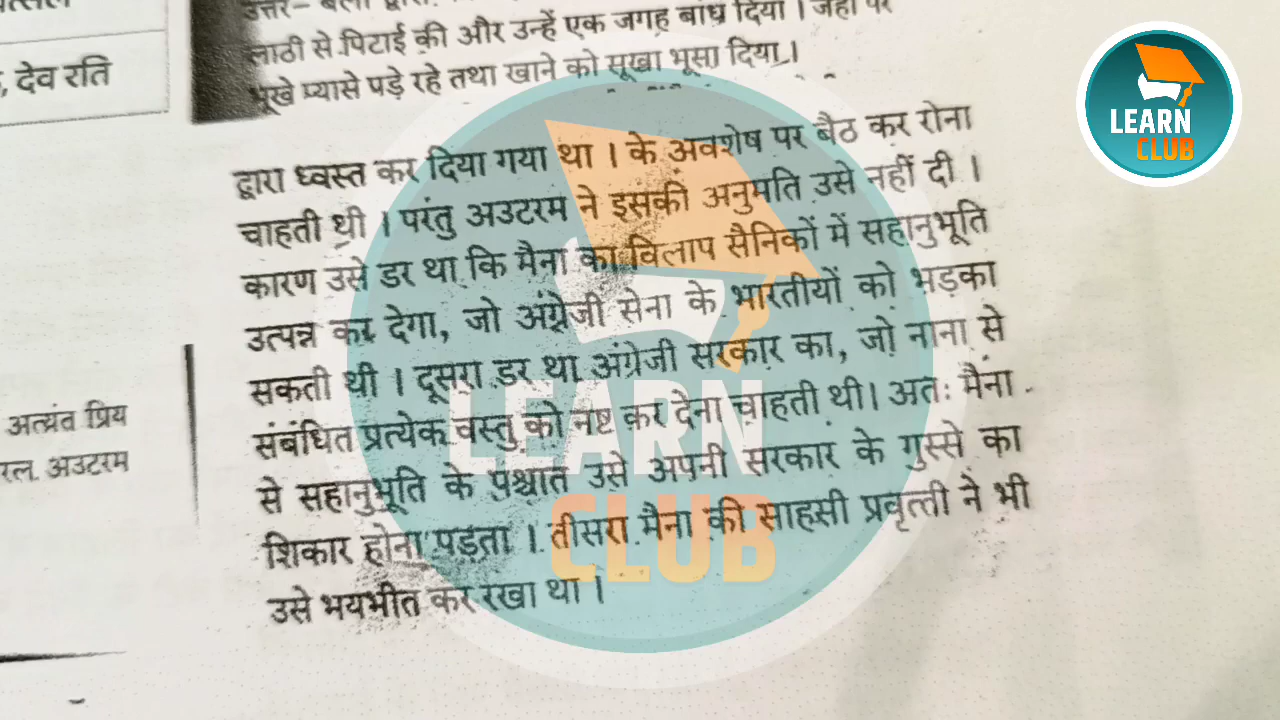 देव रति
लाठी से पिटाई की और उन्हें एक जगह बांध दिया । जहां पर
भूखे प्यासे पड़े रहे तथा खाने को सूखा भूसा दिया ।
द्वारा ध्वस्त कर दिया गया था । के अवशेष पर बैठ कर रोना
चाहती थी । परंतु अउटरम ने इसकी अनुमति उसे नहीं दी ।
कारण उसे डर था कि मैना का विलाप सैनिकों में सहानुभूति
उत्पन्न कर देगा, जो अंग्रेजी सेना के भारतीयों को भड़का
सकती थी । दूसरा डर था अंग्रेजी सरकार का, जो नाना से
संबंधित प्रत्येक वस्तु को नष्ट कर देना चाहती थी। अतः मैंना
से सहानुभूति के पश्चात उसे अपनी सरकार के गुस्से का
शिकार होना पड़ता । तीसरा मैना की साहसी प्रवृत्ती ने भी
उसे भयभीत कर रखा था ।
अत्यंत प्रिय
अउटरम
LEARN
CLUB
LEARN
CLUB